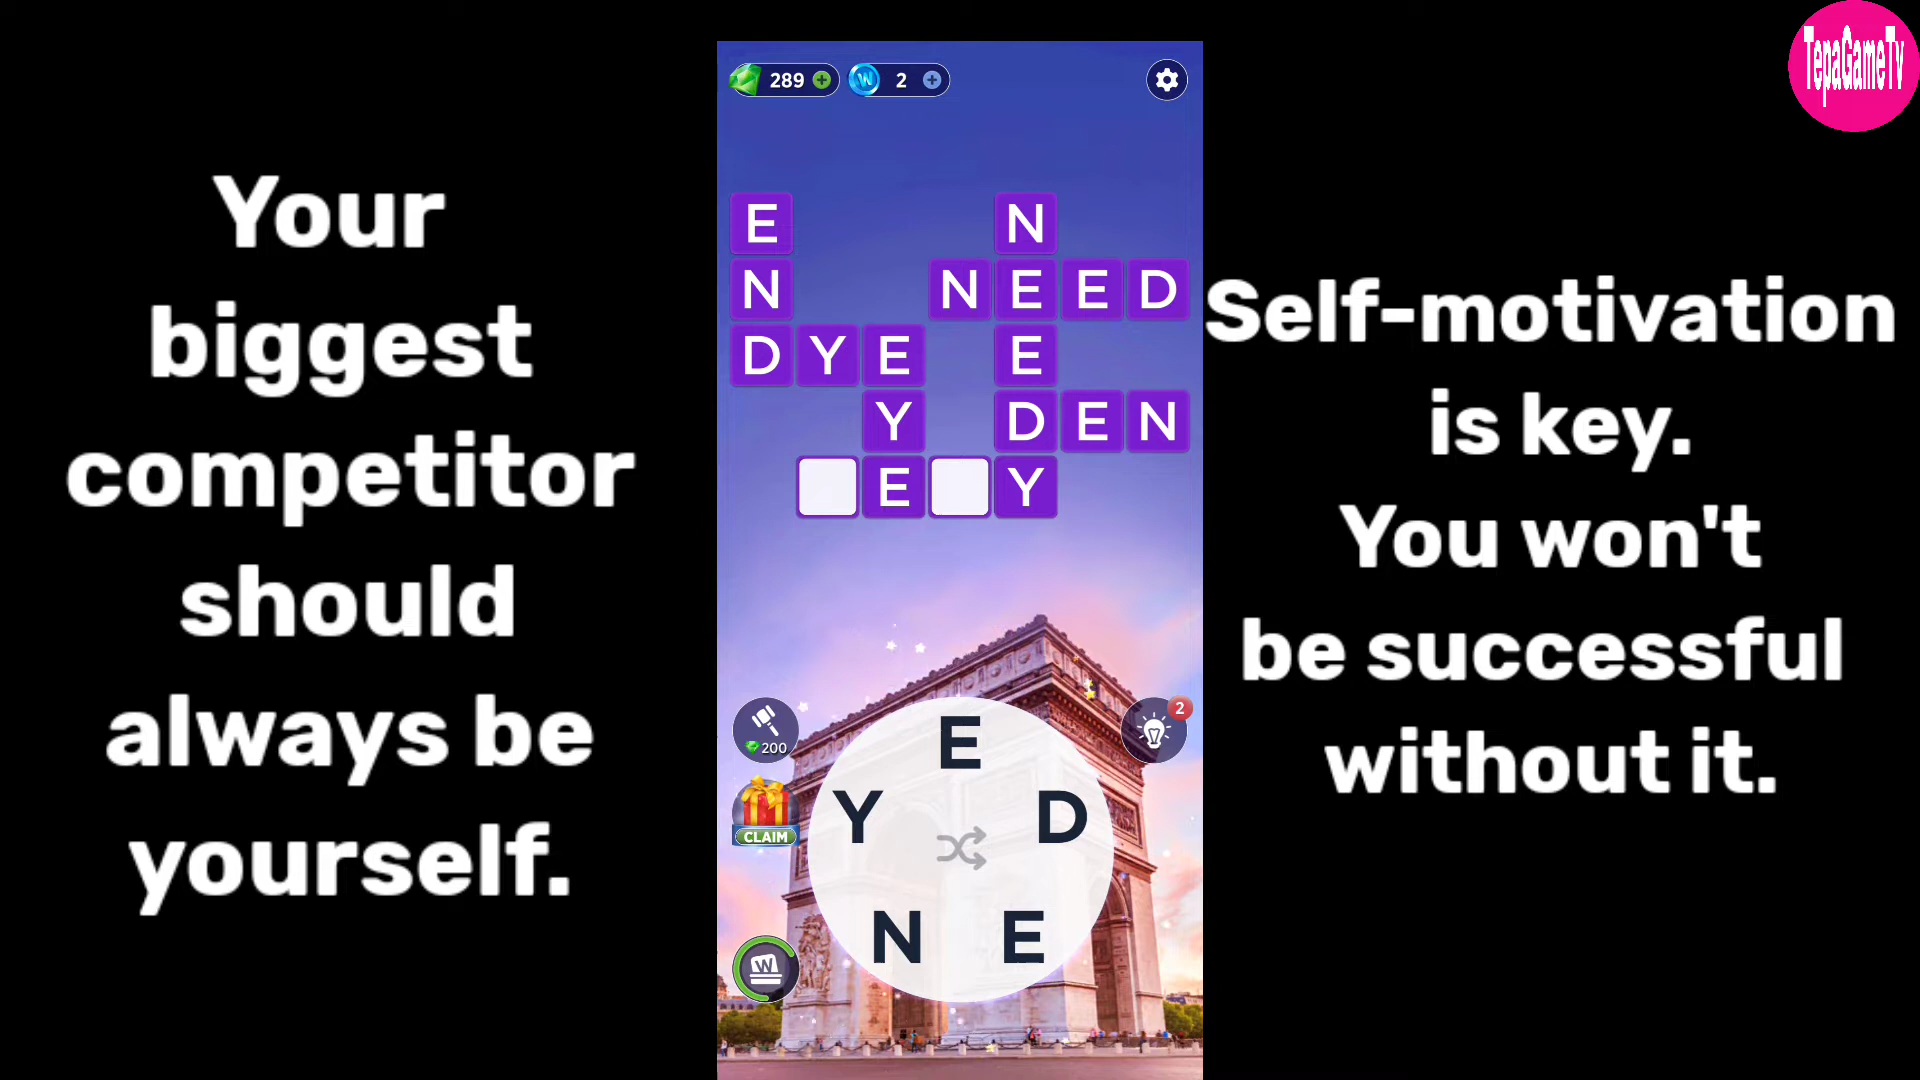 TepaGameTv
Your
biggest
competitor
should
always be
yourself.
289
W 2
E N
N N E E D
D Y E E
Y D E N
E Y
2
200
CLAIM
W
E
Y D
N E
Self-motivation
is key.
You won't
be successful
without it.